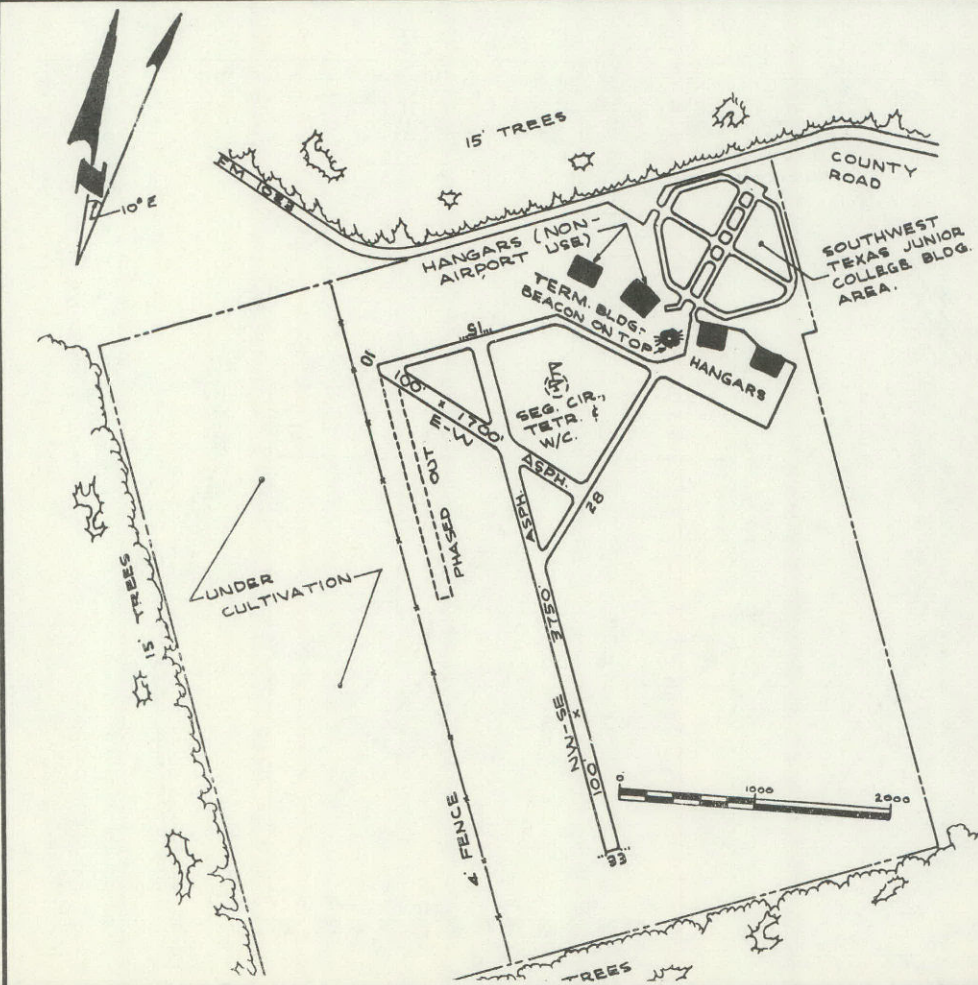 N
10° E
15' TREES
FM 1023
COUNTY
ROAD
HANGARS (NON-
AIRPORT USE)
SOUTHWEST
TEXAS JUNIOR
COLLEGE BLDG.
AREA.
TERM. BLDG.-
BEACON ON TOP
HANGARS
15
10
100' x 1700'
E-W
SEG. CIR.,
TETR. &
W/C.
ASPH.
ASPH.
28
PHASED OUT
UNDER
CULTIVATION
15' TREES
4' FENCE
NW-SE
100' x 3750'
33
0'
1000
2000
TREES